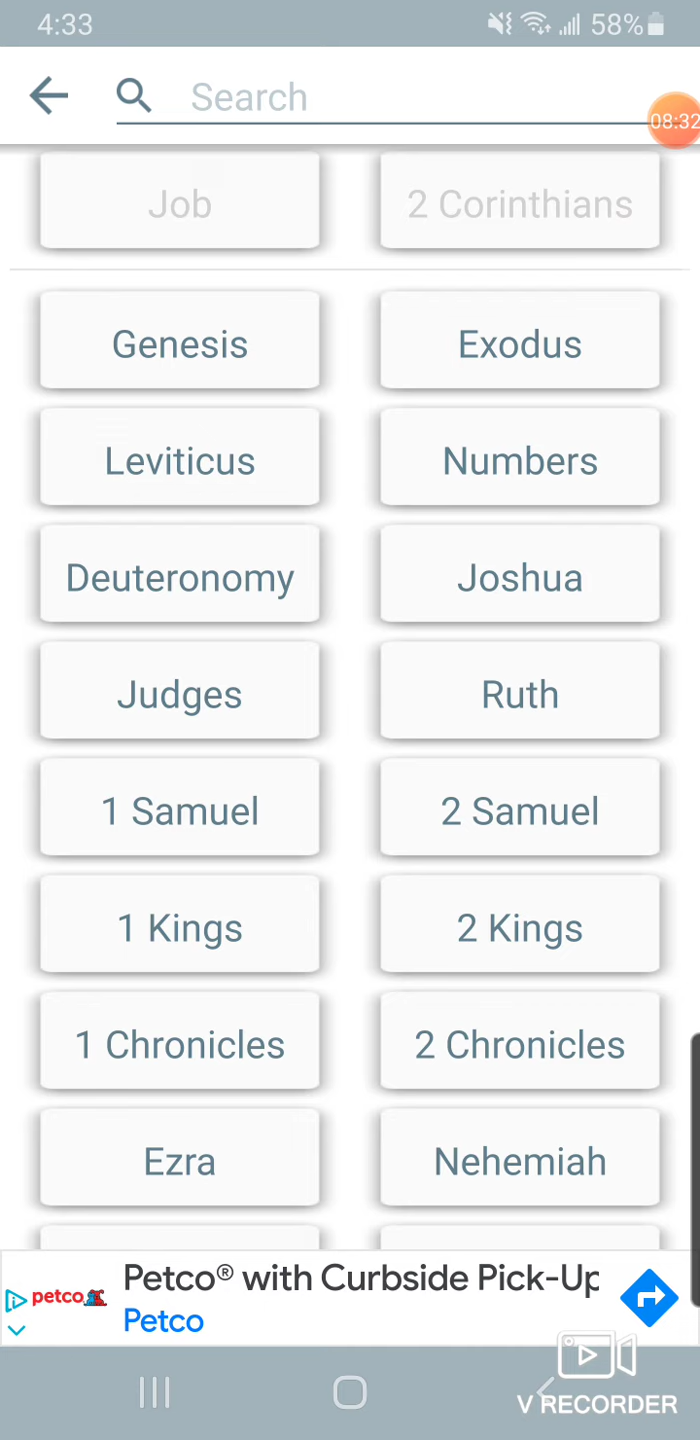 4:33 58%
Search
08:32
Job 2 Corinthians
Genesis Exodus
Leviticus Numbers
Deuteronomy Joshua
Judges Ruth
1 Samuel 2 Samuel
1 Kings 2 Kings
1 Chronicles 2 Chronicles
Ezra Nehemiah
petco Petco® with Curbside Pick-Up
Petco
V RECORDER